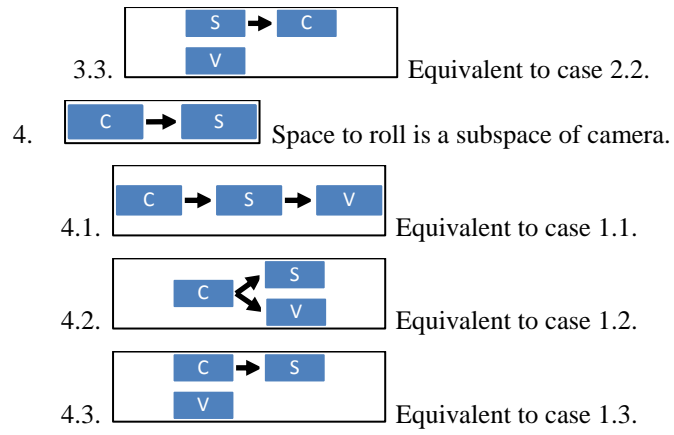 S C
V
3.3. Equivalent to case 2.2.
4. C S Space to roll is a subspace of camera.
C S V
4.1. Equivalent to case 1.1.
S
C
V
4.2. Equivalent to case 1.2.
C S
V
4.3. Equivalent to case 1.3.